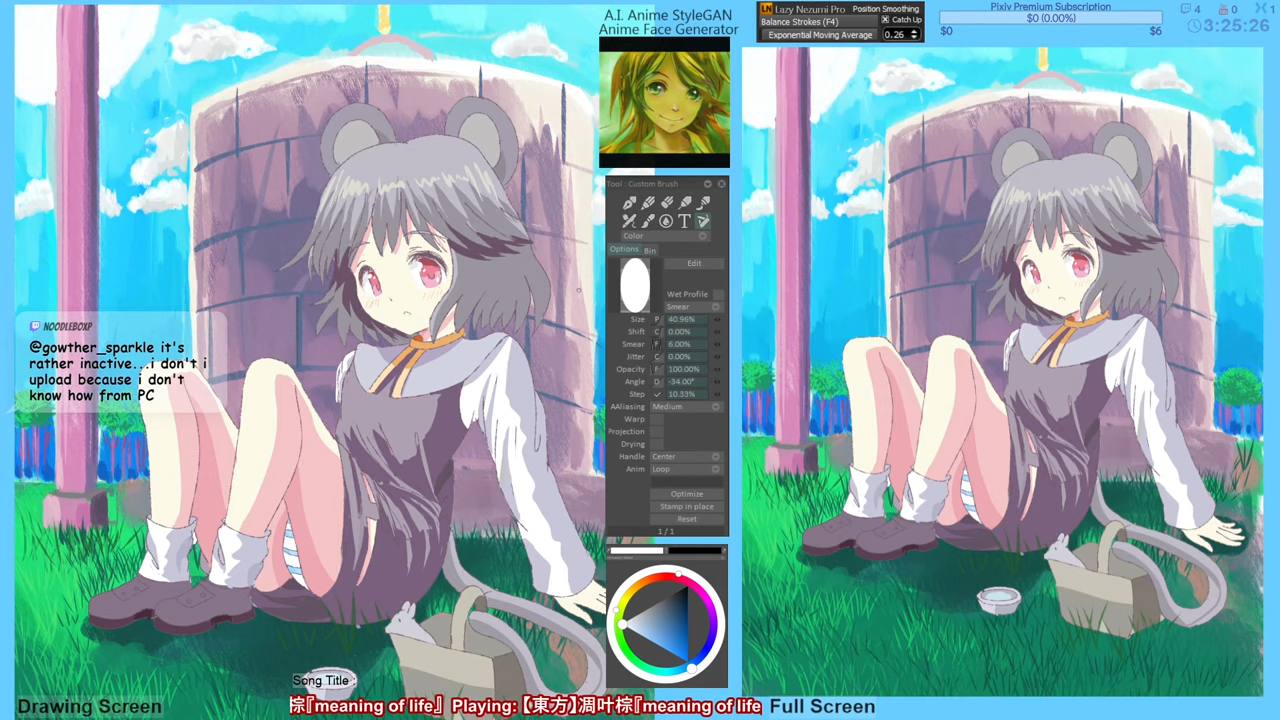 A.I. Anime StyleGAN
Anime Face Generator
LN Lazy Nezumi Pro
Position Smoothing
Balance Strokes (F4)
Catch Up
Exponential Moving Average
0.26
Pixiv Premium Subscription
$0 (0.00%)
$0
$6
4
0
1
3:25:26
Tool : Custom Brush
Color
Options
Bin
Edit
Wet Profile
Smear
Size P 40.96%
Shift C 0.00%
Smear F 6.00%
Jitter C 0.00%
Opacity F 100.00%
Angle D -34.00°
Step 10.33%
AAliasing Medium
Warp
Projection
Drying
Handle Center
Anim Loop
Optimize
Stamp in place
Reset
1 / 1
NOODLEBOXP
@gowther_sparkle it's
rather inactive...i don't i
upload because i don't
know how from PC
Song Title :
Drawing Screen
棕『meaning of life』 Playing: 【東方】凋叶棕『meaning of life
Full Screen